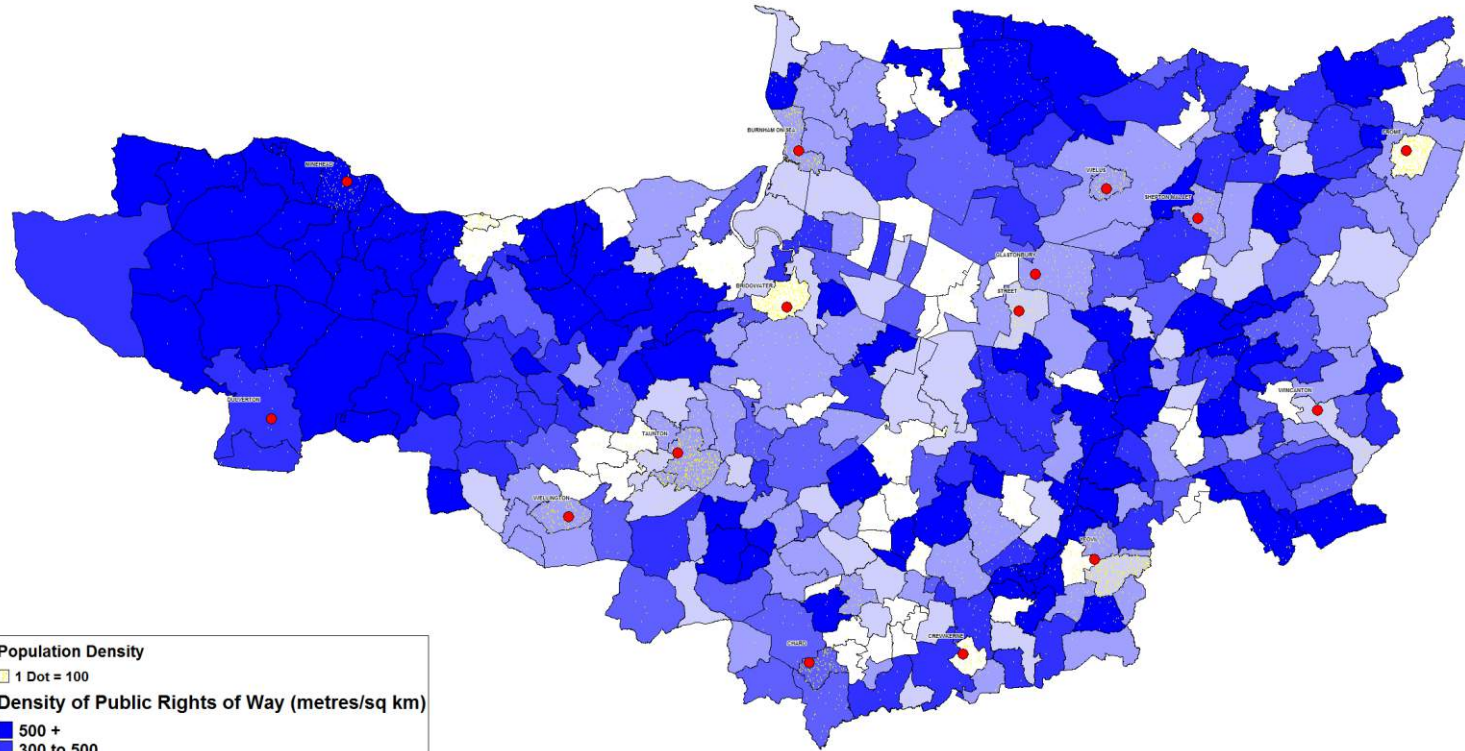 BURNHAM ON SEA
FROME
MINEHEAD
WELLS
SHEPTON MALLET
GLASTONBURY
BRIDGWATER
STREET
DULVERTON
WINCANTON
TAUNTON
WELLINGTON
YEOVIL
CHARD
CREWKERNE
Population Density
1 Dot = 100
Density of Public Rights of Way (metres/sq km)
500 +
300 to 500